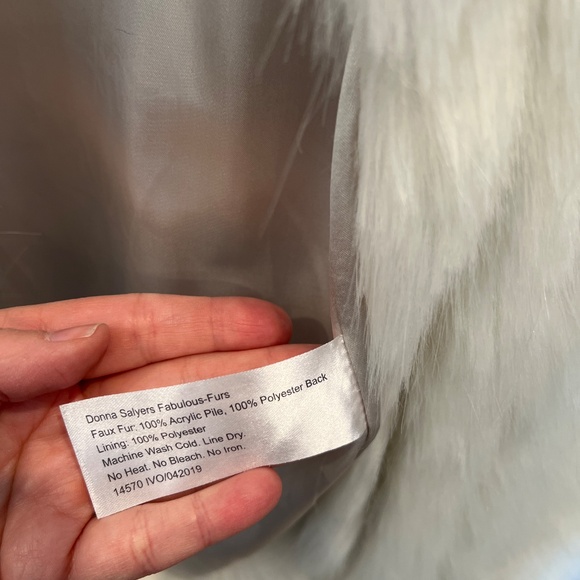 Donna Salyers Fabulous-Furs
Faux Fur: 100% Acrylic Pile, 100% Polyester Back
Lining: 100% Polyester
Machine Wash Cold. Line Dry.
No Heat. No Bleach. No Iron.
14570 IVO/042019